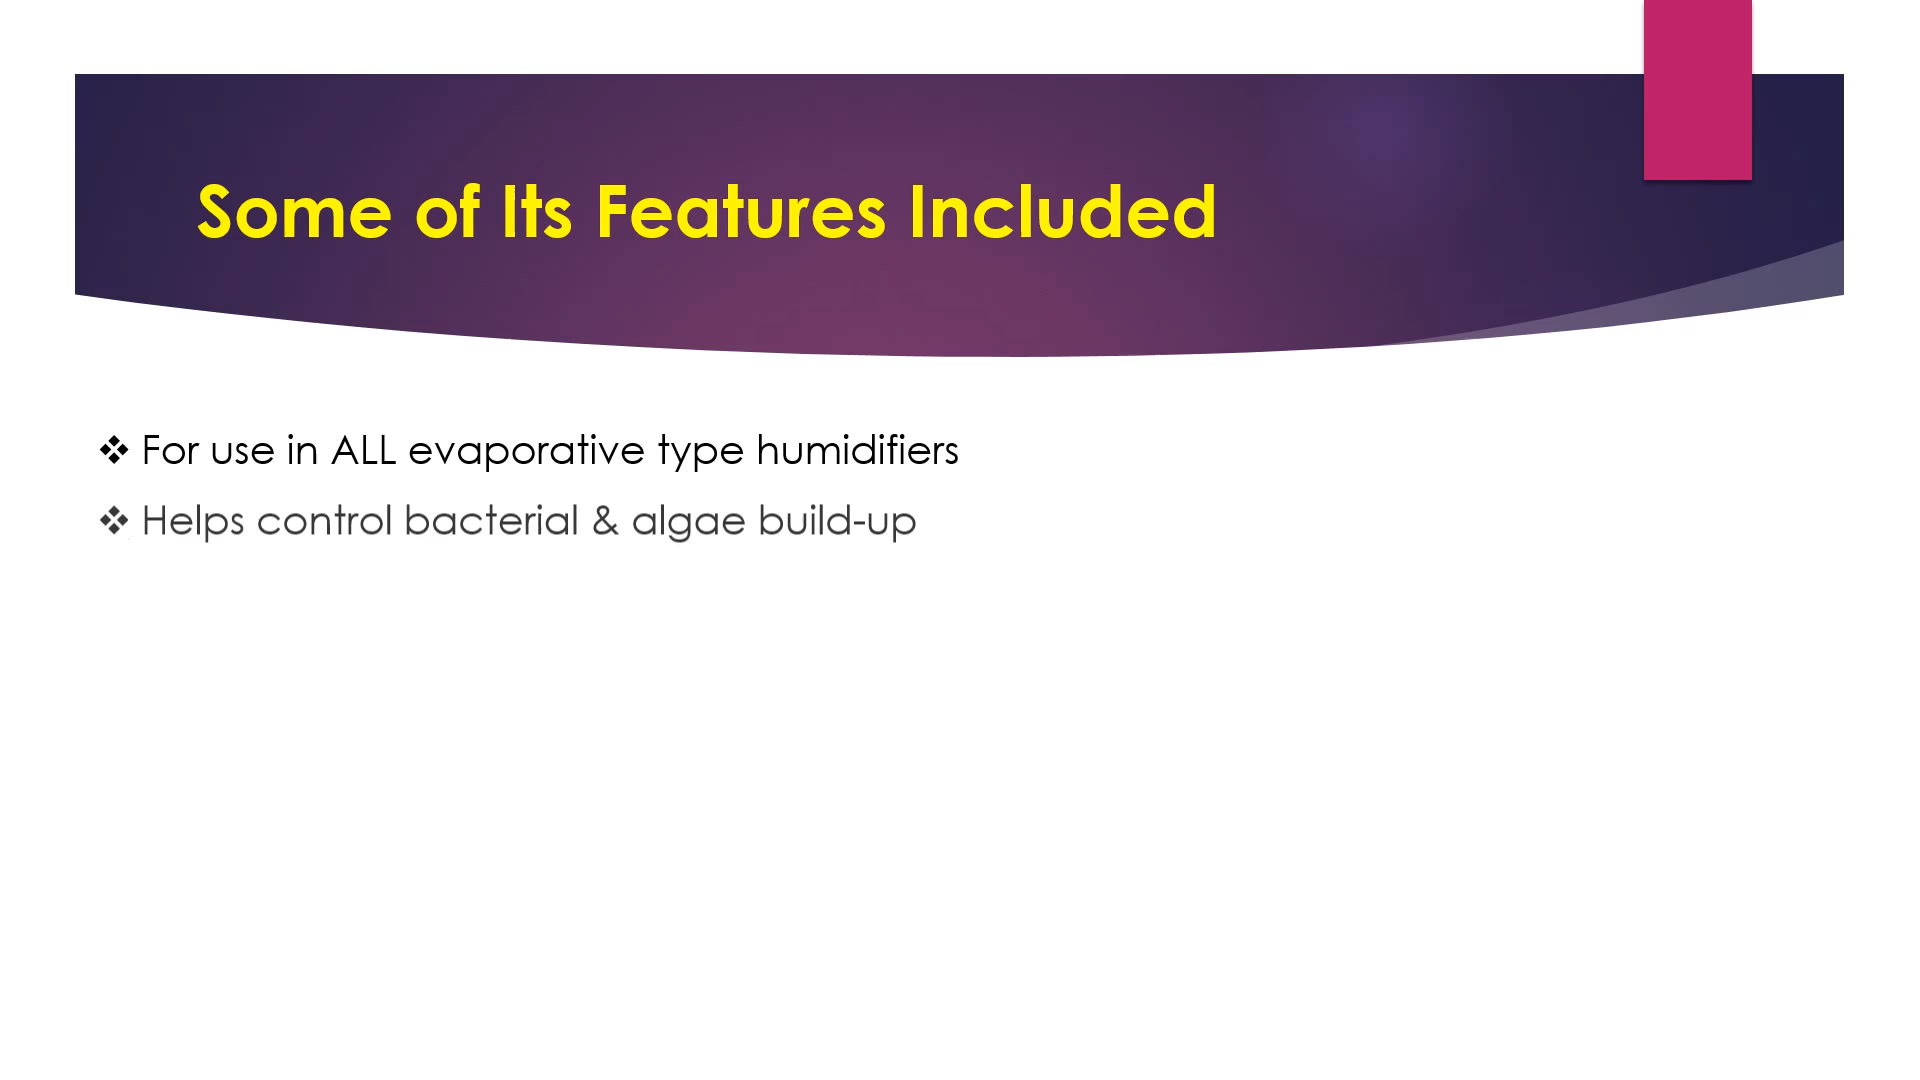 Some of Its Features Included
❖ For use in ALL evaporative type humidifiers
❖ Helps control bacterial & algae build-up